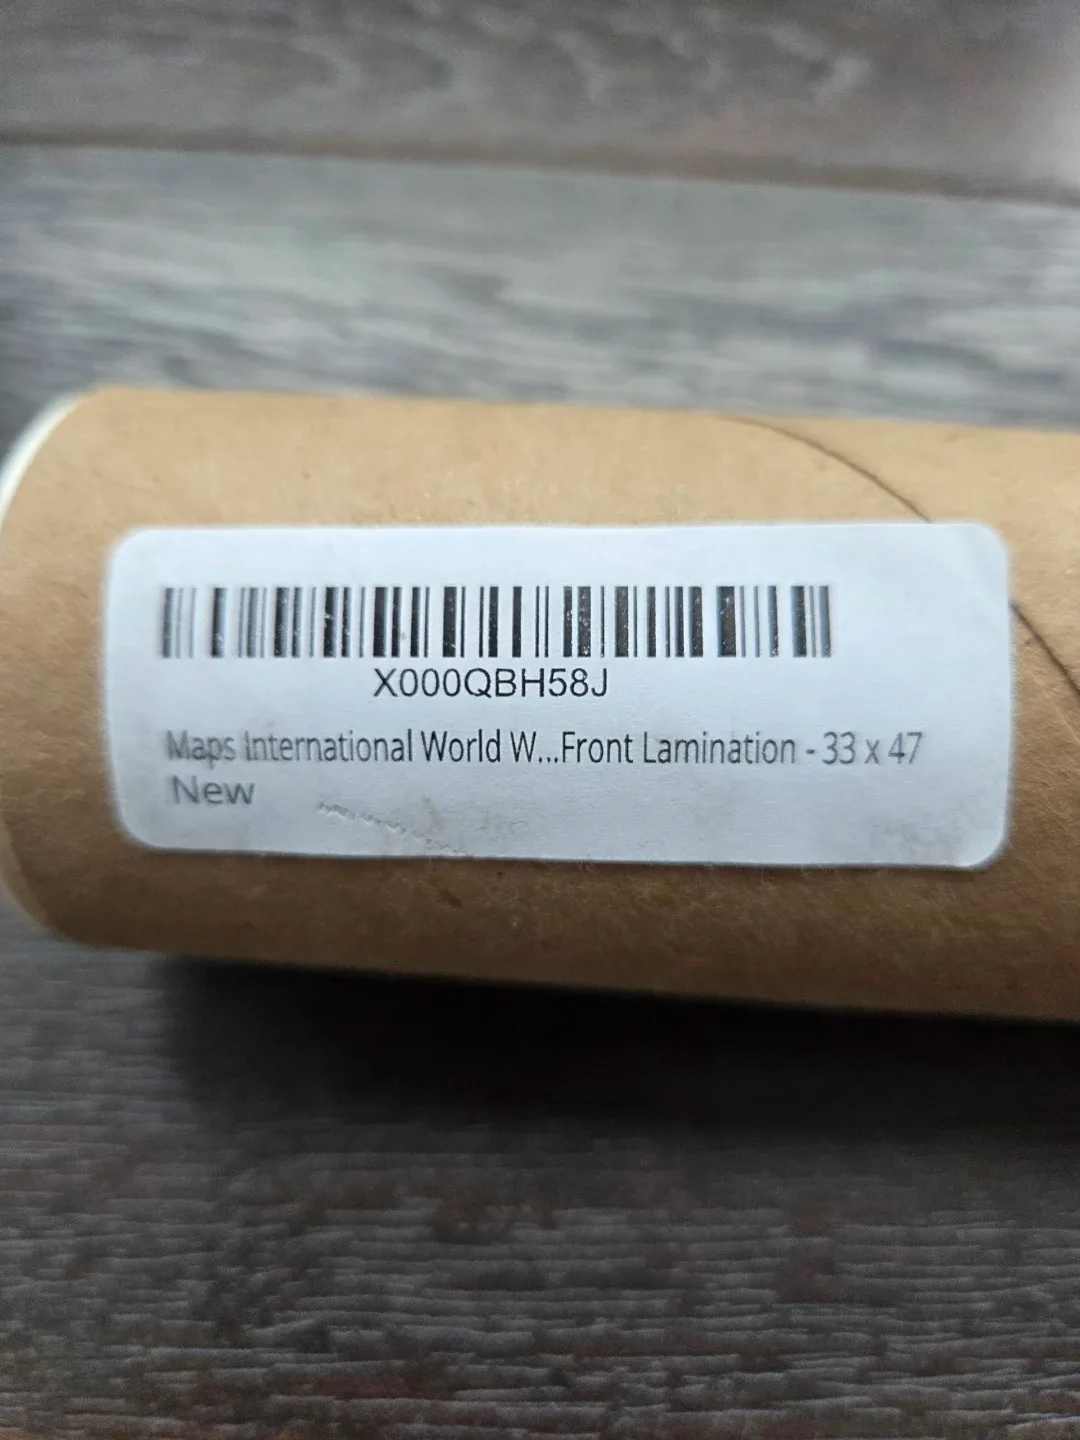 X000QBH58J
Maps International World W...Front Lamination - 33 x 47
New